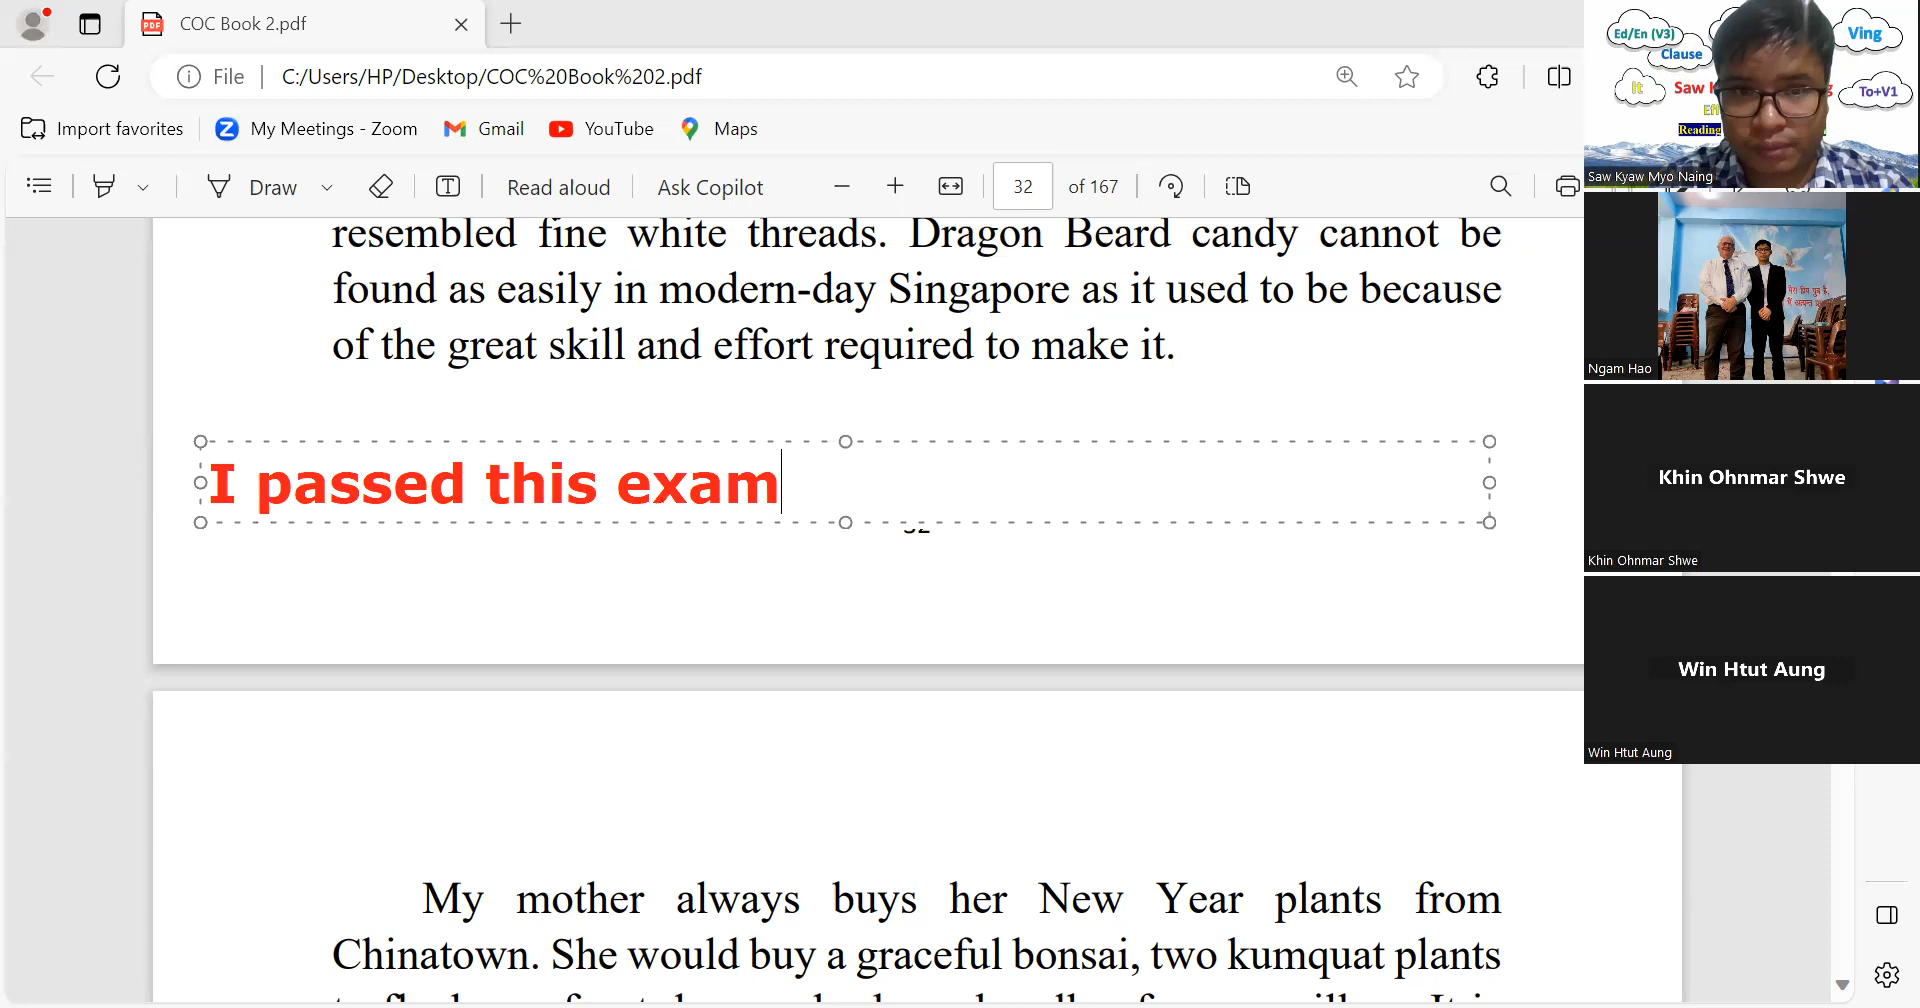 COC Book 2.pdf
File
C:/Users/HP/Desktop/COC%20Book%202.pdf
Import favorites
My Meetings - Zoom
Gmail
YouTube
Maps
Draw
Read aloud
Ask Copilot
32
of 167
resembled fine white threads. Dragon Beard candy cannot be
found as easily in modern-day Singapore as it used to be because
of the great skill and effort required to make it.
I passed this exam
My mother always buys her New Year plants from
Chinatown. She would buy a graceful bonsai, two kumquat plants
Ed/En (V3)
Ving
Clause
It
Saw
To+V1
Reading
Saw Kyaw Myo Naing
Ngam Hao
Khin Ohnmar Shwe
Khin Ohnmar Shwe
Win Htut Aung
Win Htut Aung